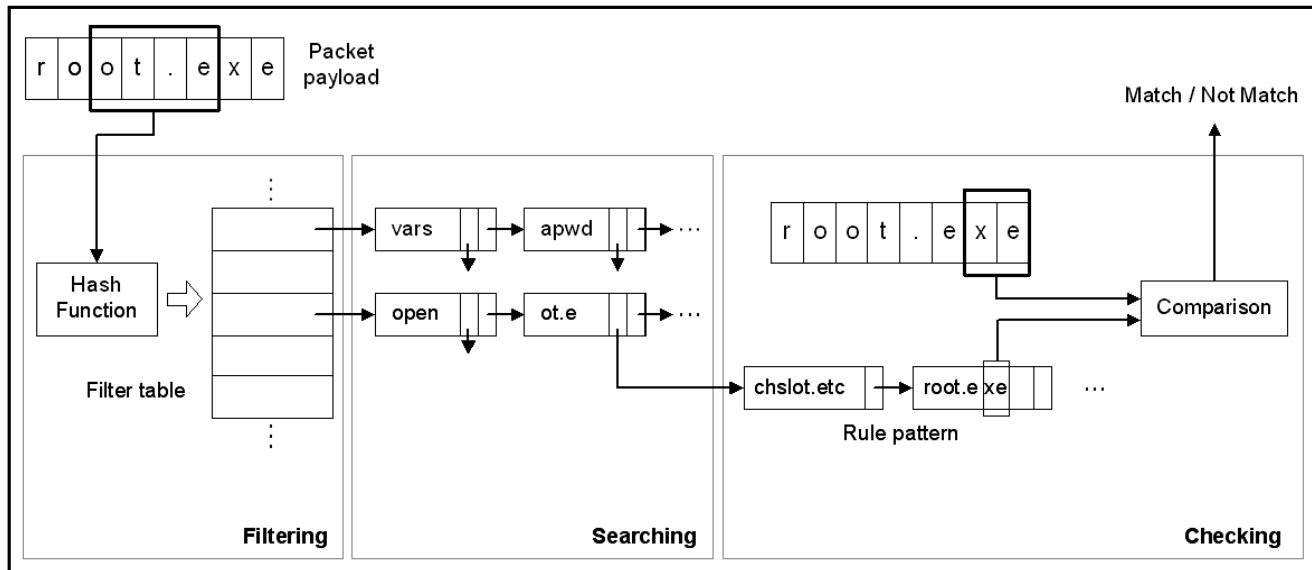 r o o t . e x e
Packet
payload
Match / Not Match
⋮
vars
apwd
⋯
r o o t . e x e
Hash
Function
open
ot.e
⋯
Comparison
Filter table
chslot.etc
root.e xe
⋯
⋮
Rule pattern
Filtering
Searching
Checking